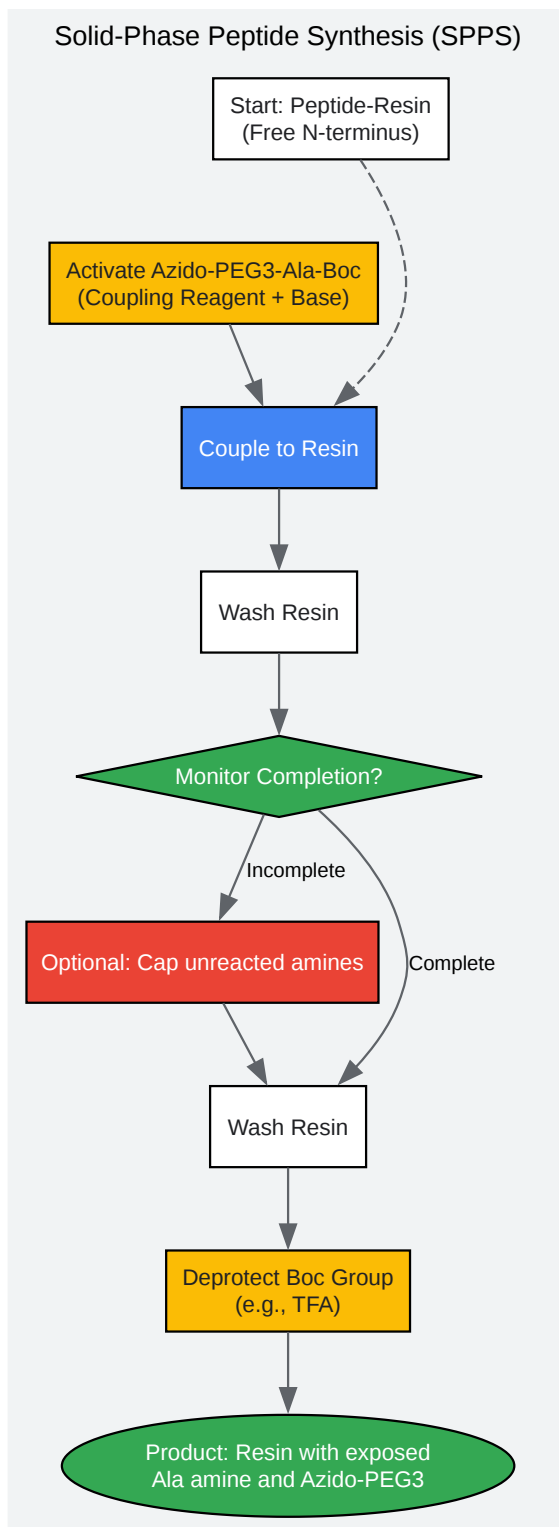 Solid-Phase Peptide Synthesis (SPPS)
Start: Peptide-Resin
(Free N-terminus)
Activate Azido-PEG3-Ala-Boc
(Coupling Reagent + Base)
Couple to Resin
Wash Resin
Monitor Completion?
Incomplete
Optional: Cap unreacted amines
Complete
Wash Resin
Deprotect Boc Group
(e.g., TFA)
Product: Resin with exposed
Ala amine and Azido-PEG3